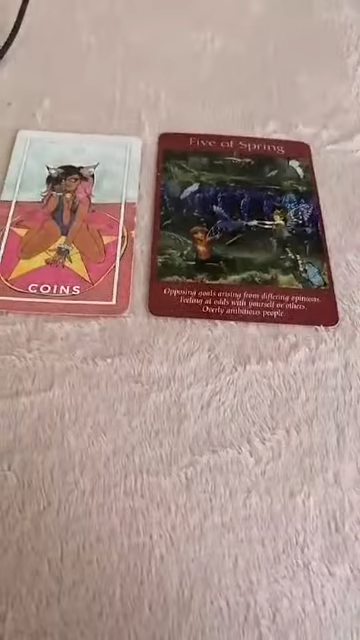 COINS
Five of Spring
Opposing goals arising from differing opinions.
Feeling at odds with yourself or others.
Overly ambitious people.